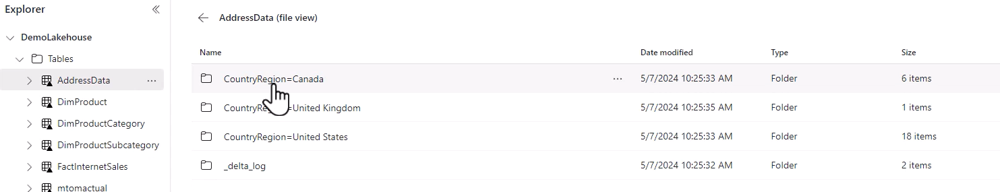 Explorer
DemoLakehouse
Tables
AddressData
DimProduct
DimProductCategory
DimProductSubcategory
FactInternetSales
mtomactual
AddressData (file view)
Name Date modified Type Size
CountryRegion=Canada 5/7/2024 10:25:33 AM Folder 6 items
CountryRegion=United Kingdom 5/7/2024 10:25:35 AM Folder 1 items
CountryRegion=United States 5/7/2024 10:25:33 AM Folder 18 items
_delta_log 5/7/2024 10:25:32 AM Folder 2 items